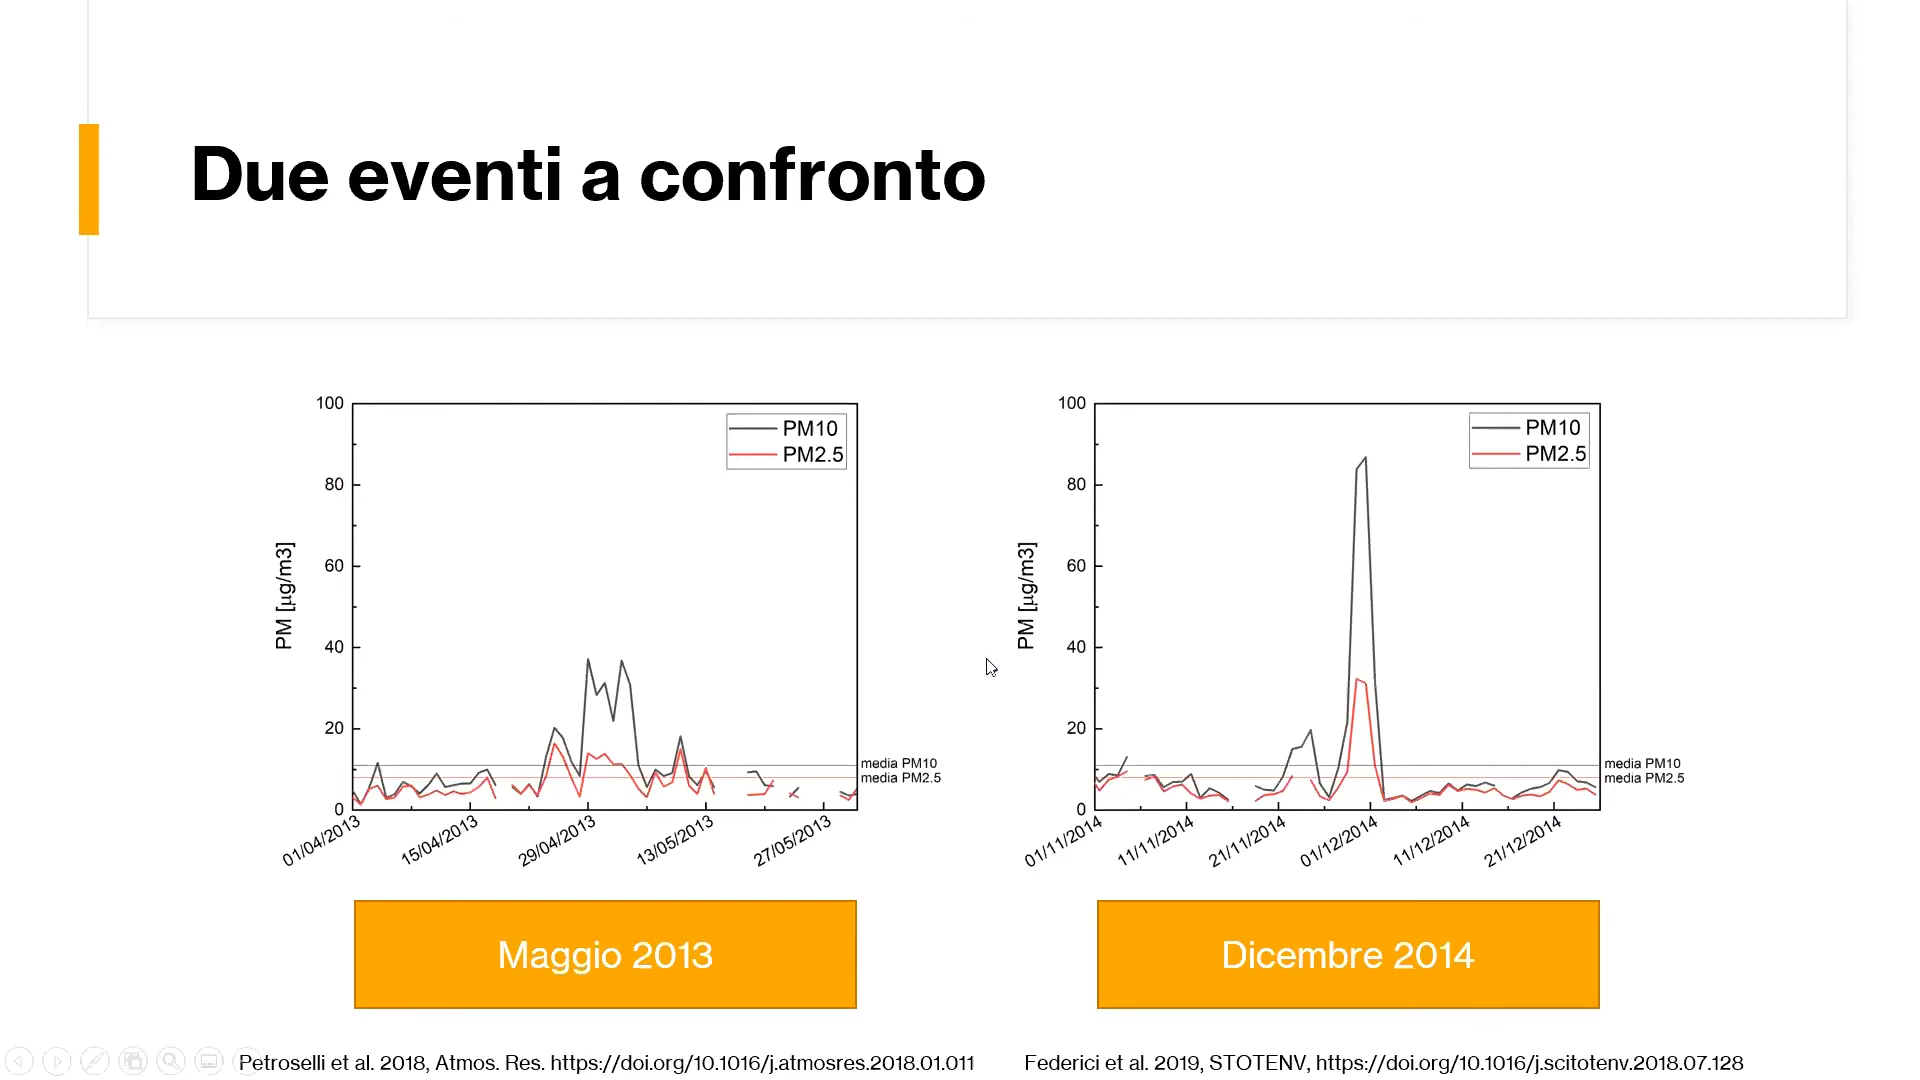 Due eventi a confronto
100
80
60
40
20
0
PM [µg/m3]
PM10
PM2.5
media PM10
media PM2.5
01/04/2013
15/04/2013
29/04/2013
13/05/2013
27/05/2013
100
80
60
40
20
0
PM [µg/m3]
PM10
PM2.5
media PM10
media PM2.5
01/11/2014
11/11/2014
21/11/2014
01/12/2014
11/12/2014
21/12/2014
Maggio 2013
Dicembre 2014
Petroselli et al. 2018, Atmos. Res. https://doi.org/10.1016/j.atmosres.2018.01.011
Federici et al. 2019, STOTENV, https://doi.org/10.1016/j.scitotenv.2018.07.128